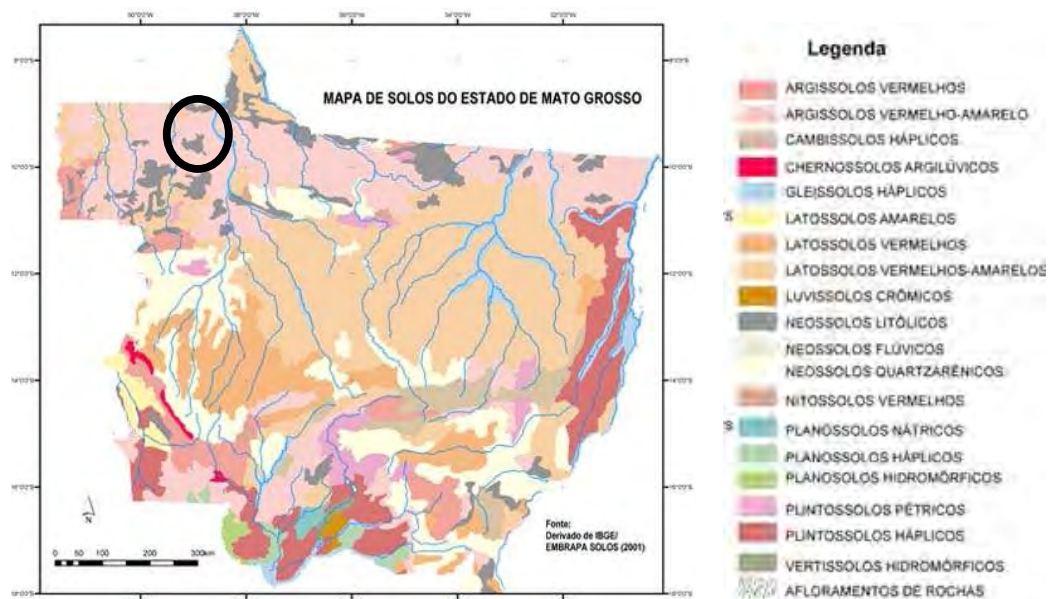 MAPA DE SOLOS DO ESTADO DE MATO GROSSO
N
0 50 100 200 300km
Fonte:
Derivado de IBGE/
EMBRAPA SOLOS (2001)
Legenda
ARGISSOLOS VERMELHOS
ARGISSOLOS VERMELHO-AMARELO
CAMBISSOLOS HÁPLICOS
CHERNOSSOLOS ARGILÚVICOS
GLEISSOLOS HÁPLICOS
LATOSSOLOS AMARELOS
LATOSSOLOS VERMELHOS
LATOSSOLOS VERMELHOS-AMARELOS
LUVISSOLOS CRÔMICOS
NEOSSOLOS LITÓLICOS
NEOSSOLOS FLÚVICOS
NEOSSOLOS QUARTZARÊNICOS
NITOSSOLOS VERMELHOS
PLANOSSOLOS NÁTRICOS
PLANOSSOLOS HÁPLICOS
PLANOSOLOS HIDROMÓRFICOS
PLINTOSSOLOS PÉTRICOS
PLINTOSSOLOS HÁPLICOS
VERTISSOLOS HIDROMÓRFICOS
AFLORAMENTOS DE ROCHAS